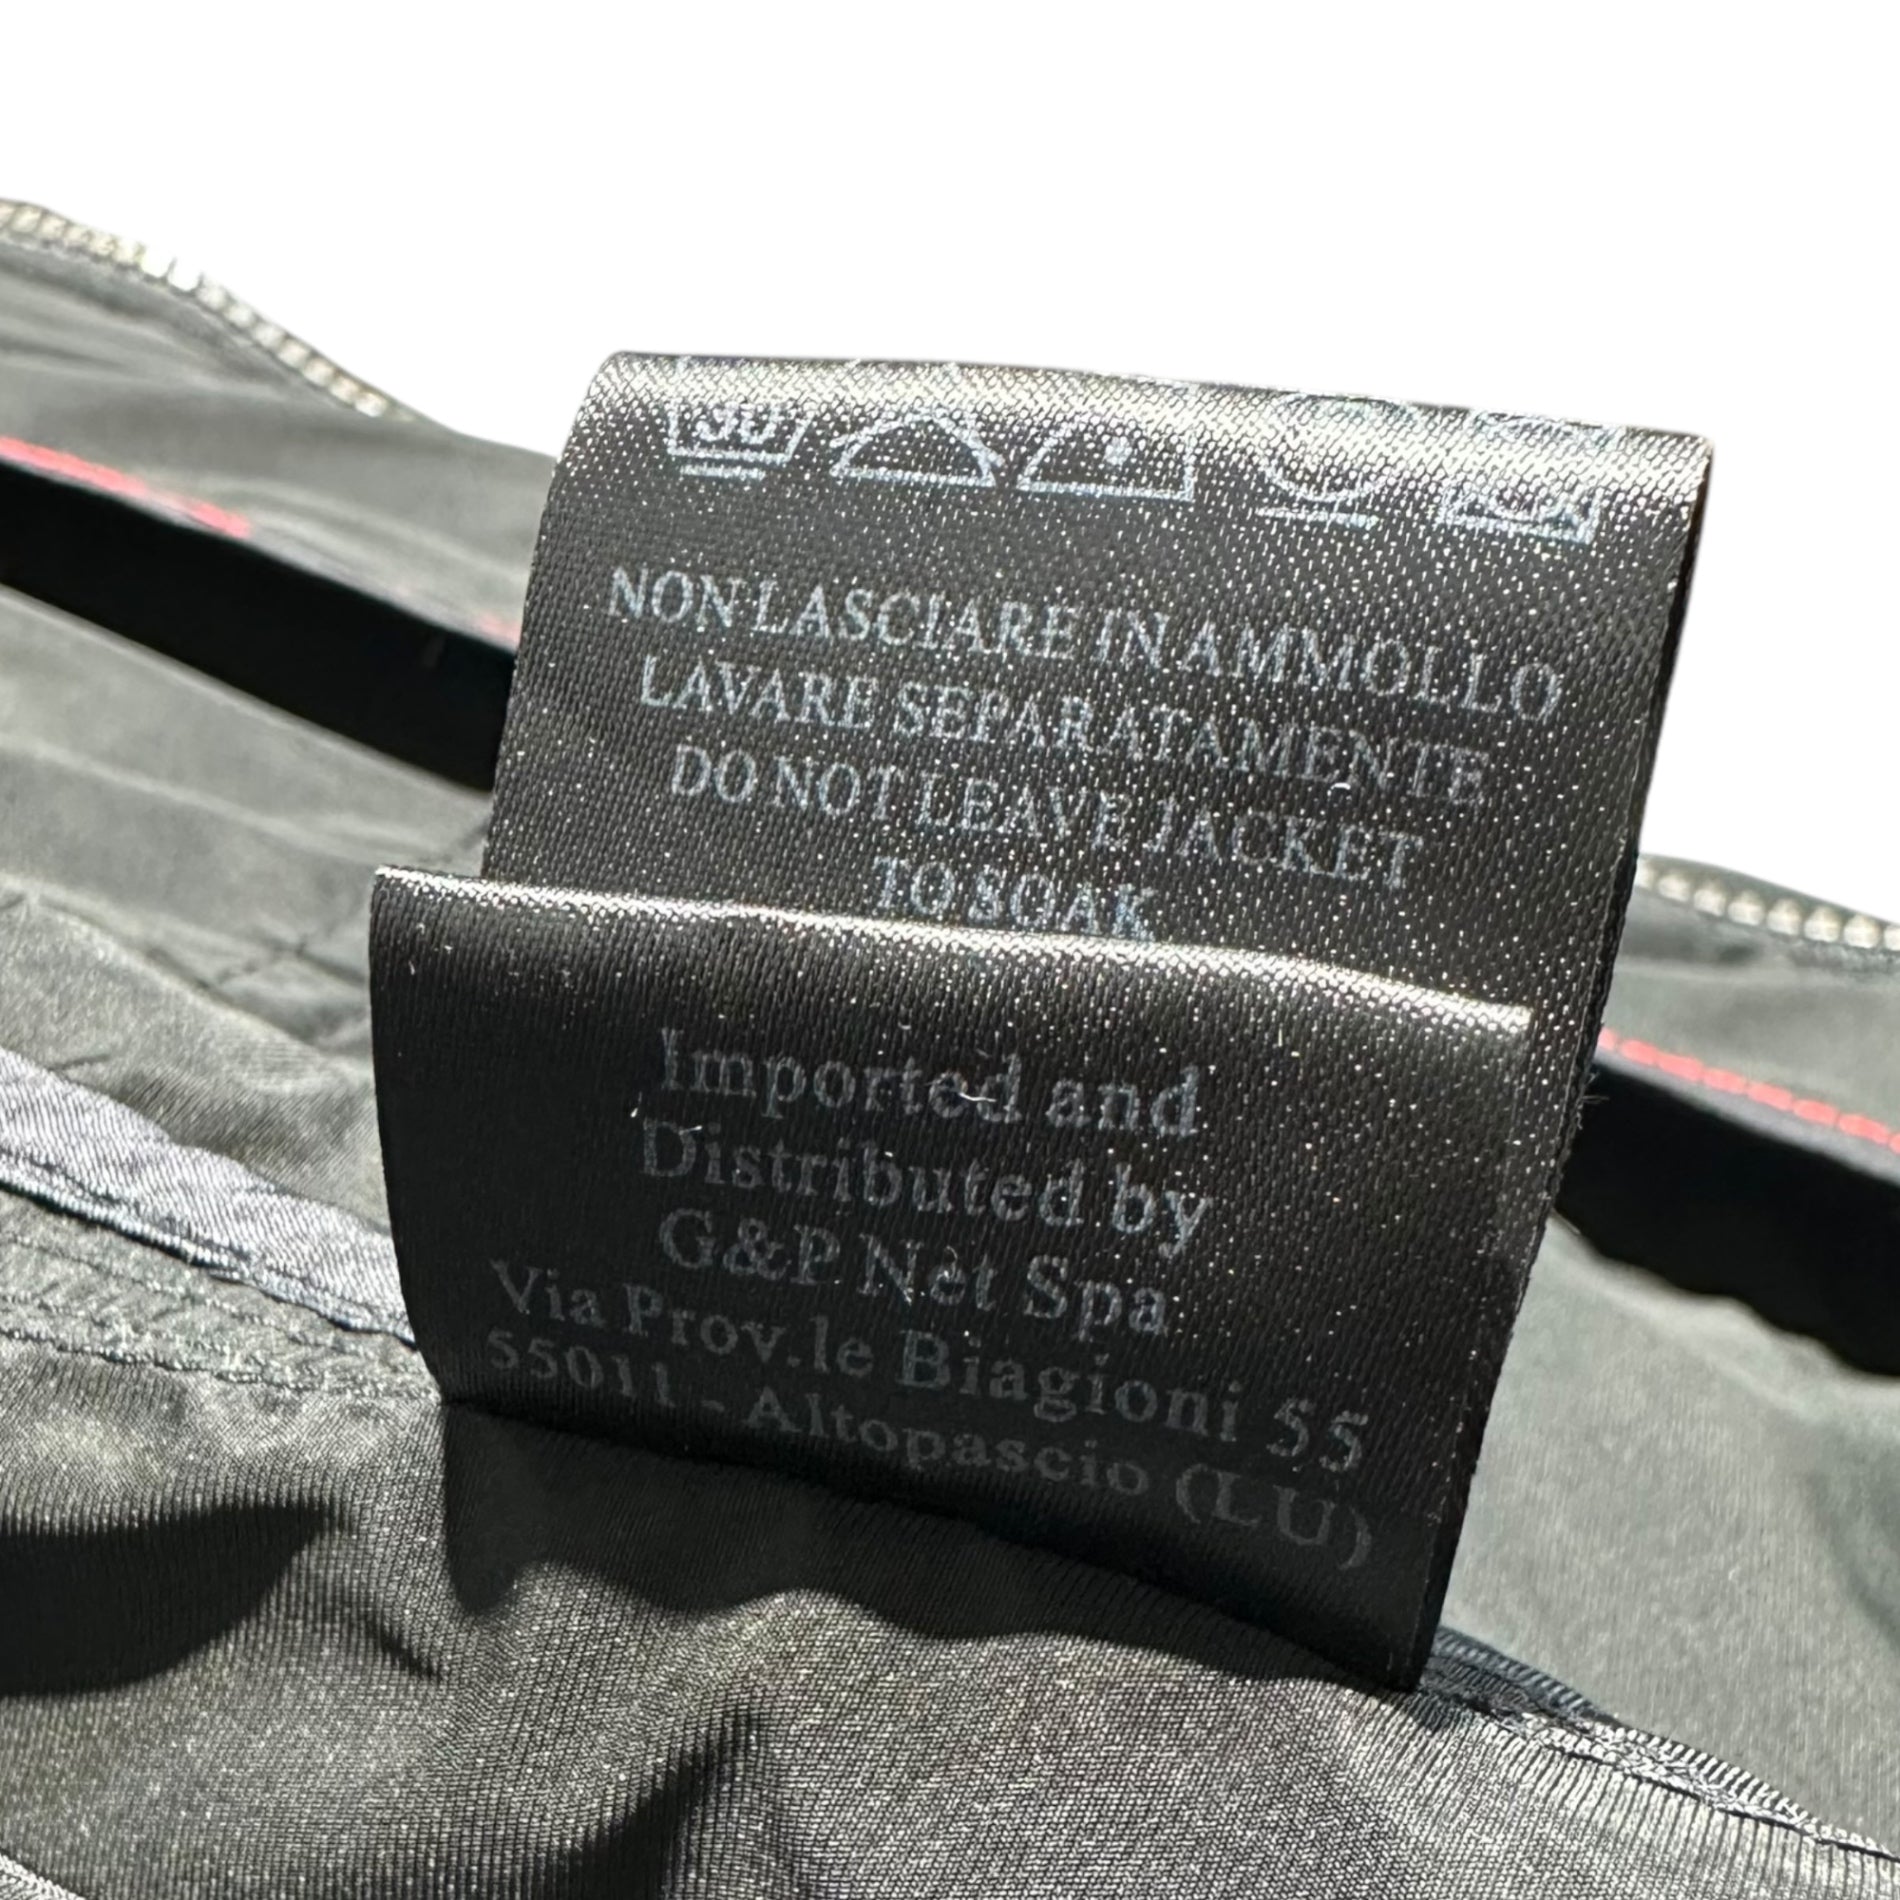 30
NON LASCIARE IN AMMOLLO
LAVARE SEPARATAMENTE
DO NOT LEAVE JACKET
TO SOAK
Imported and
Distributed by
G&P Net Spa
Via Prov.le Biagioni 55
55011 - Altopascio (LU)